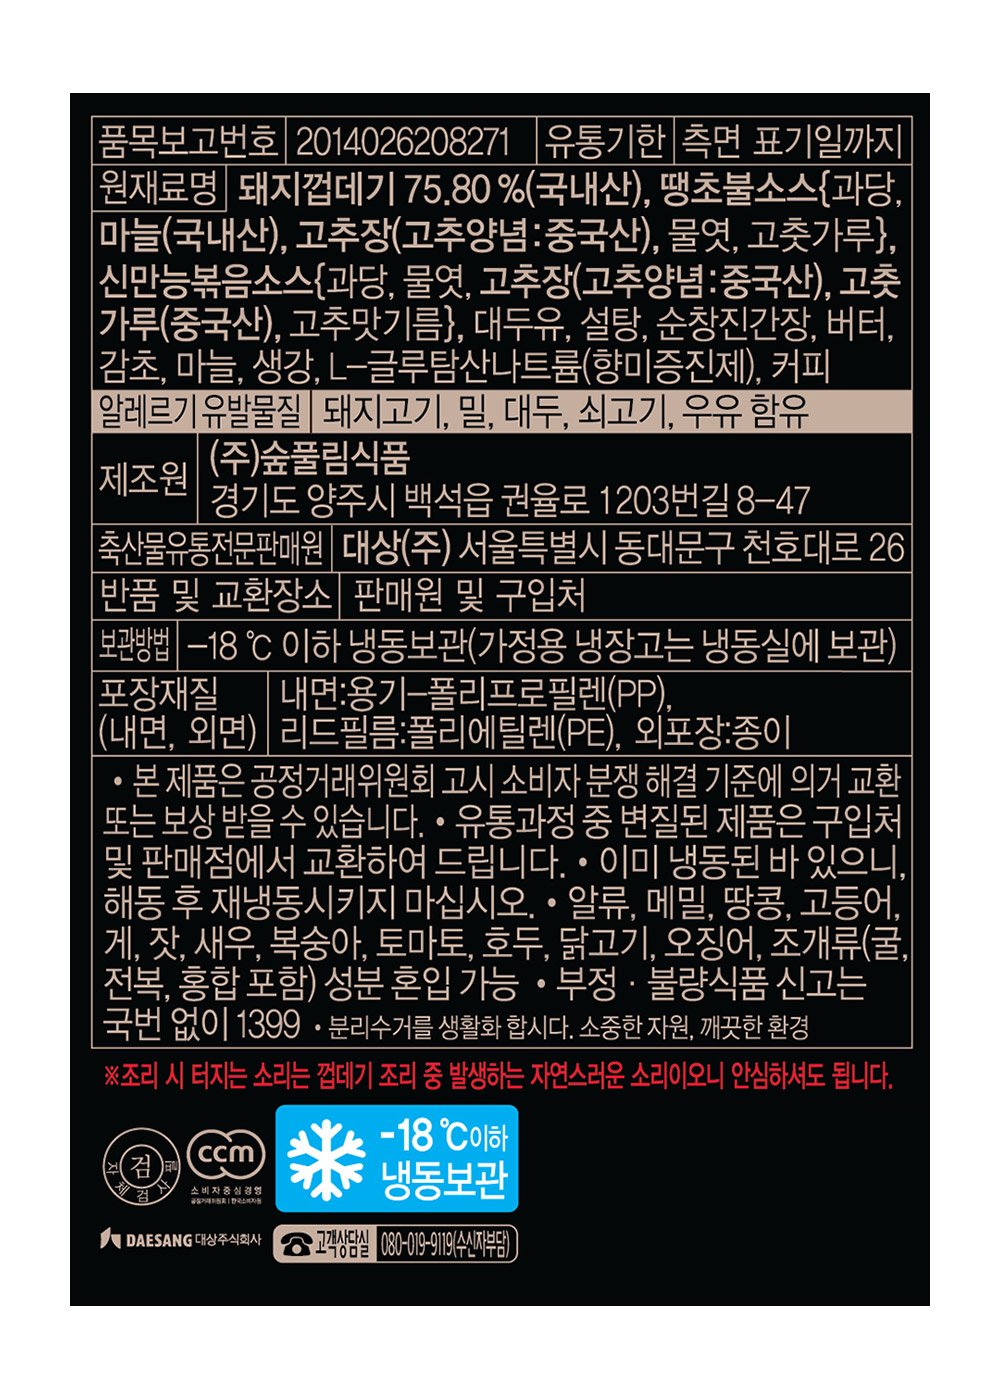 품목보고번호 2014026208271 유통기한 측면 표기일까지
원재료명 돼지껍데기 75.80 %(국내산), 땡초불소스{과당,
마늘(국내산), 고추장(고추양념:중국산), 물엿, 고춧가루},
신만능볶음소스{과당, 물엿, 고추장(고추양념:중국산), 고춧
가루(중국산), 고추맛기름}, 대두유, 설탕, 순창진간장, 버터,
감초, 마늘, 생강, L-글루탐산나트륨(향미증진제), 커피
알레르기 유발물질 돼지고기, 밀, 대두, 쇠고기, 우유 함유
제조원 (주)숲풀림식품
경기도 양주시 백석읍 권율로 1203번길 8-47
축산물유통전문판매원 대상(주) 서울특별시 동대문구 천호대로 26
반품 및 교환장소 판매원 및 구입처
보관방법 -18 ℃ 이하 냉동보관(가정용 냉장고는 냉동실에 보관)
포장재질 내면:용기-폴리프로필렌(PP),
(내면, 외면) 리드필름:폴리에틸렌(PE), 외포장:종이
• 본 제품은 공정거래위원회 고시 소비자 분쟁 해결 기준에 의거 교환
또는 보상 받을 수 있습니다. • 유통과정 중 변질된 제품은 구입처
및 판매점에서 교환하여 드립니다. • 이미 냉동된 바 있으니,
해동 후 재냉동시키지 마십시오. • 알류, 메밀, 땅콩, 고등어,
게, 잣, 새우, 복숭아, 토마토, 호두, 닭고기, 오징어, 조개류(굴,
전복, 홍합 포함) 성분 혼입 가능 • 부정 · 불량식품 신고는
국번 없이 1399 • 분리수거를 생활화 합시다. 소중한 자원, 깨끗한 환경
※조리 시 터지는 소리는 껍데기 조리 중 발생하는 자연스러운 소리이오니 안심하셔도 됩니다.
검
자체검사필
ccm
소비자중심경영
공정거래위원회 | 한국소비자원
-18 ℃이하
냉동보관
DAESANG 대상주식회사
고객상담실 080-019-9119(수신자부담)